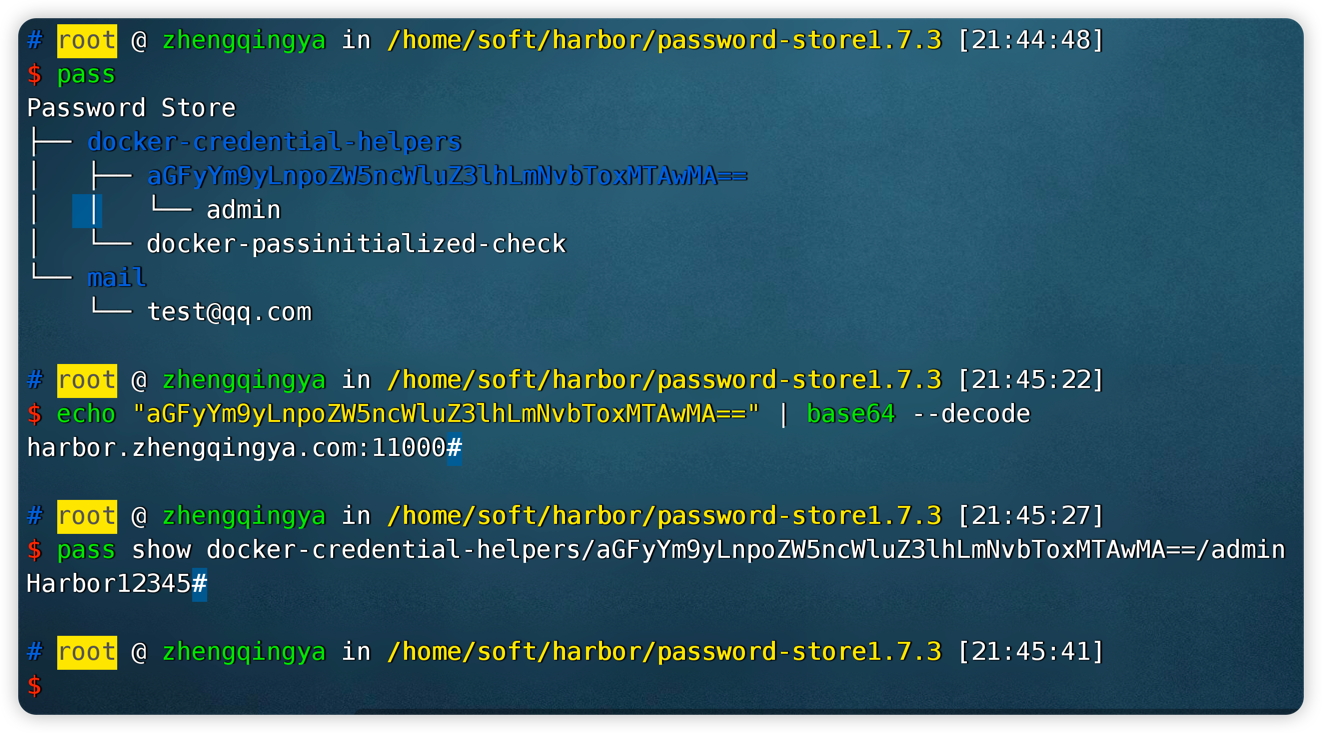 # root @ zhengqingya in /home/soft/harbor/password-store1.7.3 [21:44:48]
$ pass
Password Store
├── docker-credential-helpers
│   ├── aGFyYm9yLnpoZW5ncWluZ3lhLmNvbToxMTAwMA==
│   │   └── admin
│   └── docker-passinitialized-check
└── mail
    └── test@qq.com
# root @ zhengqingya in /home/soft/harbor/password-store1.7.3 [21:45:22]
$ echo "aGFyYm9yLnpoZW5ncWluZ3lhLmNvbToxMTAwMA==" | base64 --decode
harbor.zhengqingya.com:11000#
# root @ zhengqingya in /home/soft/harbor/password-store1.7.3 [21:45:27]
$ pass show docker-credential-helpers/aGFyYm9yLnpoZW5ncWluZ3lhLmNvbToxMTAwMA==/admin
Harbor12345#
# root @ zhengqingya in /home/soft/harbor/password-store1.7.3 [21:45:41]
$